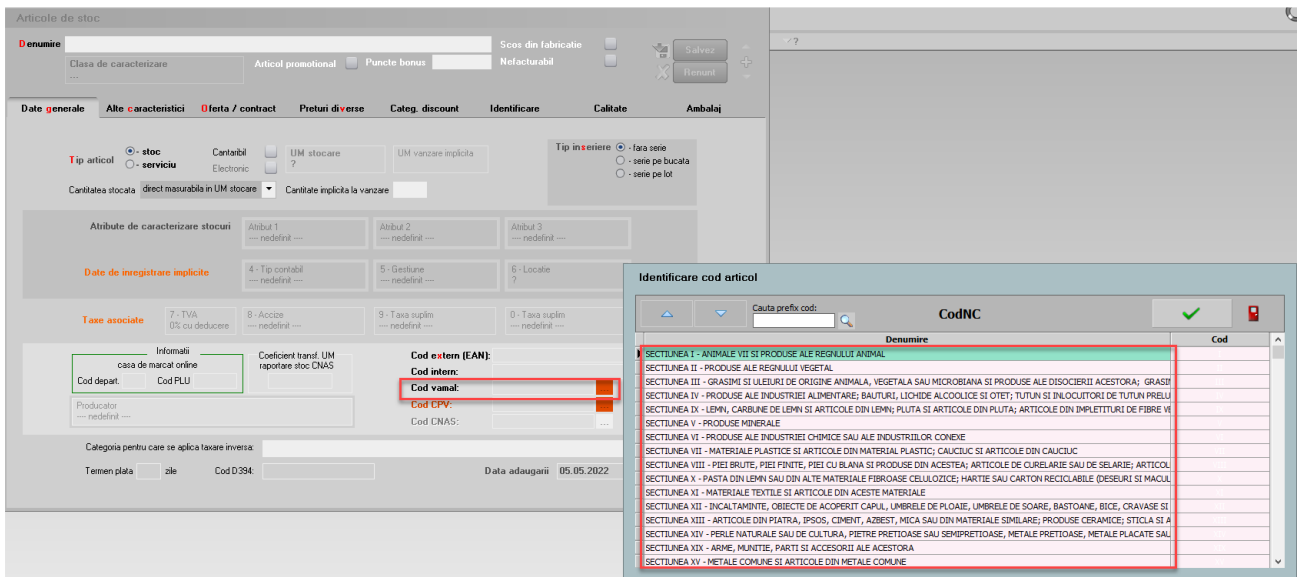 Articole de stoc
Denumire
Scos din fabricatie
Salvez
Clasa de caracterizare
---
Articol promotional
Puncte bonus
Nefacturabil
Renunt
?
Date generale
Alte caracteristici
Oferta / contract
Preturi diverse
Categ. discount
Identificare
Calitate
Ambalaj
Tip articol
- stoc
- serviciu
Cantaribil
Electronic
UM stocare
?
UM vanzare implicita
Tip inseriere
- fara serie
- serie pe bucata
- serie pe lot
Cantitatea stocata
direct masurabila in UM stocare
Cantitate implicita la vanzare
Atribute de caracterizare stocuri
Atribut 1
---- nedefinit ----
Atribut 2
---- nedefinit ----
Atribut 3
---- nedefinit ----
Date de inregistrare implicite
4 - Tip contabil
---- nedefinit ----
5 - Gestiune
---- nedefinit ----
6 - Locatie
?
Taxe asociate
7 - TVA
0% cu deducere
8 - Accize
---- nedefinit ----
9 - Taxa suplim
---- nedefinit ----
0 - Taxa suplim
---- nedefinit ----
Informatii
casa de marcat online
Cod depart.
Cod PLU
Coeficient transf. UM
raportare stoc CNAS
Cod extern (EAN):
Cod intern:
Cod vamal:
...
Cod CPV:
Cod CNAS:
...
Producator
---- nedefinit ----
Categoria pentru care se aplica taxare inversa:
Termen plata
zile
Cod D394:
Data adaugarii
05.05.2022
Identificare cod articol
Cauta prefix cod:
CodNC
Denumire
Cod
SECTIUNEA I - ANIMALE VII SI PRODUSE ALE REGNULUI ANIMAL
SECTIUNEA II - PRODUSE ALE REGNULUI VEGETAL
SECTIUNEA III - GRASIMI SI ULEIURI DE ORIGINE ANIMALA, VEGETALA SAU MICROBIANA SI PRODUSE ALE DISOCIERII ACESTORA; GRASIM
SECTIUNEA IV - PRODUSE ALE INDUSTRIEI ALIMENTARE; BAUTURI, LICHIDE ALCOOLICE SI OTET; TUTUN SI INLOCUITORI DE TUTUN PRELU
SECTIUNEA IX - LEMN, CARBUNE DE LEMN SI ARTICOLE DIN LEMN; PLUTA SI ARTICOLE DIN PLUTA; ARTICOLE DIN IMPLETITURI DE FIBRE VE
SECTIUNEA V - PRODUSE MINERALE
SECTIUNEA VI - PRODUSE ALE INDUSTRIEI CHIMICE SAU ALE INDUSTRIILOR CONEXE
SECTIUNEA VII - MATERIALE PLASTICE SI ARTICOLE DIN MATERIAL PLASTIC; CAUCIUC SI ARTICOLE DIN CAUCIUC
SECTIUNEA VIII - PIEI BRUTE, PIEI FINITE, PIEI CU BLANA SI PRODUSE DIN ACESTEA; ARTICOLE DE CURELARIE SAU DE SELARIE; ARTICOL
SECTIUNEA X - PASTA DIN LEMN SAU DIN ALTE MATERIALE FIBROASE CELULOZICE; HARTIE SAU CARTON RECICLABILE (DESEURI SI MACUL
SECTIUNEA XI - MATERIALE TEXTILE SI ARTICOLE DIN ACESTE MATERIALE
SECTIUNEA XII - INCALTAMINTE, OBIECTE DE ACOPERIT CAPUL, UMBRELE DE PLOAIE, UMBRELE DE SOARE, BASTOANE, BICE, CRAVASE SI
SECTIUNEA XIII - ARTICOLE DIN PIATRA, IPSOS, CIMENT, AZBEST, MICA SAU DIN MATERIALE SIMILARE; PRODUSE CERAMICE; STICLA SI A
SECTIUNEA XIV - PERLE NATURALE SAU DE CULTURA, PIETRE PRETIOASE SAU SEMIPRETIOASE, METALE PRETIOASE, METALE PLACATE SAU
SECTIUNEA XIX - ARME, MUNITIE, PARTI SI ACCESORII ALE ACESTORA
SECTIUNEA XV - METALE COMUNE SI ARTICOLE DIN METALE COMUNE